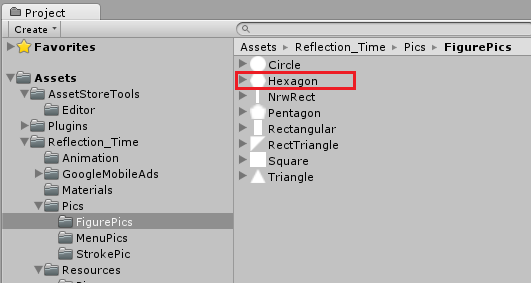 Project
Create
Favorites
Assets
AssetStoreTools
Editor
Plugins
Reflection_Time
Animation
GoogleMobileAds
Materials
Pics
FigurePics
MenuPics
StrokePic
Resources
Assets Reflection_Time Pics FigurePics
Circle
Hexagon
NrwRect
Pentagon
Rectangular
RectTriangle
Square
Triangle